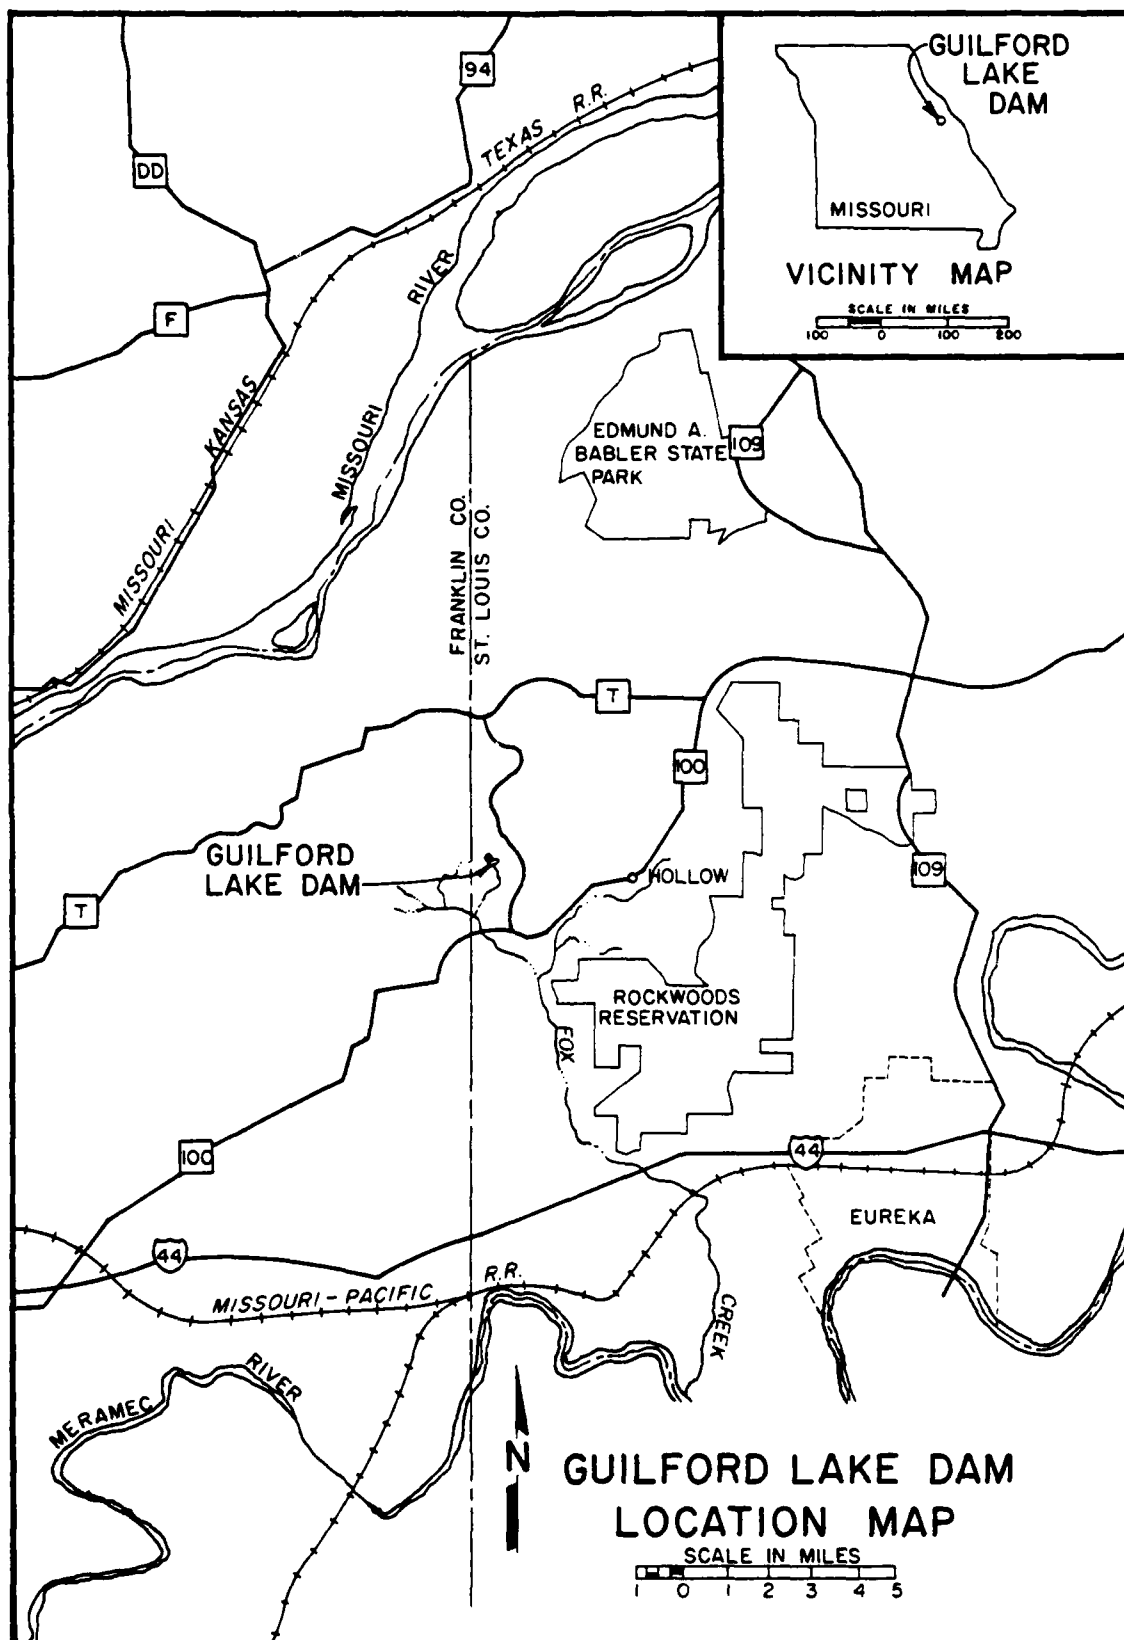 GUILFORD
LAKE
DAM
MISSOURI
VICINITY MAP
SCALE IN MILES
100 0 100 200
94
TEXAS R.R.
DD
RIVER
F
KANSAS
MISSOURI
MISSOURI
EDMUND A.
BABLER STATE
PARK
109
FRANKLIN CO.
ST. LOUIS CO.
T
100
GUILFORD
LAKE DAM
HOLLOW
109
T
ROCKWOODS
RESERVATION
FOX
100
44
EUREKA
44
R.R.
MISSOURI - PACIFIC
CREEK
RIVER
MERAMEC
N
GUILFORD LAKE DAM
LOCATION MAP
SCALE IN MILES
1 0 1 2 3 4 5